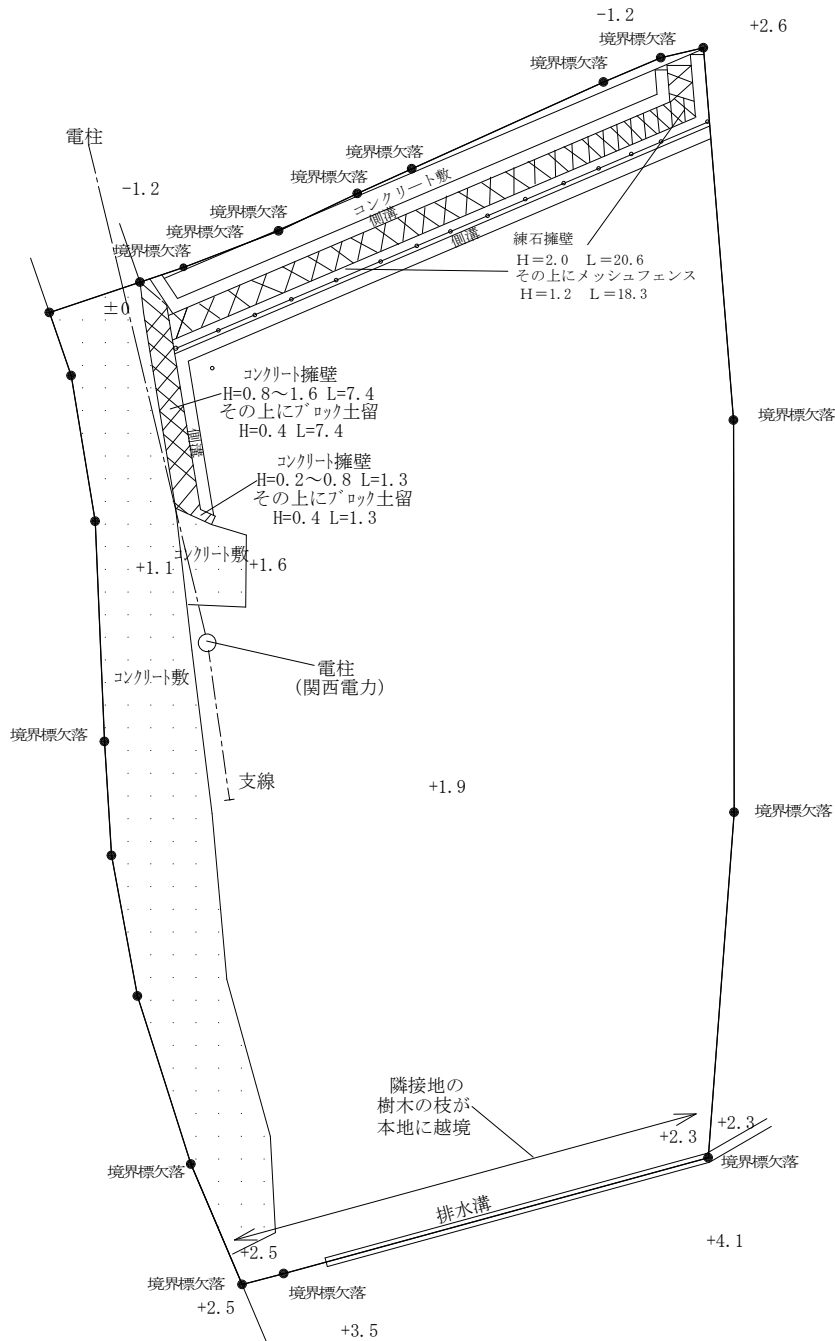 -1.2
+2.6
境界標欠落
境界標欠落
電柱
境界標欠落
境界標欠落
-1.2
境界標欠落
境界標欠落
境界標欠落
コンクリート敷
側溝
側溝
練石擁壁
H=2.0 L=20.6
その上にメッシュフェンス
H=1.2 L=18.3
±0
コンクリート擁壁
H=0.8～1.6 L=7.4
その上にブロック土留
H=0.4 L=7.4
側溝
コンクリート擁壁
H=0.2～0.8 L=1.3
その上にブロック土留
H=0.4 L=1.3
境界標欠落
コンクリート敷
+1.1
+1.6
コンクリート敷
電柱
(関西電力)
境界標欠落
支線
+1.9
境界標欠落
隣接地の
樹木の枝が
本地に越境
+2.3
+2.3
境界標欠落
境界標欠落
排水溝
+2.5
+4.1
境界標欠落
境界標欠落
+2.5
+3.5